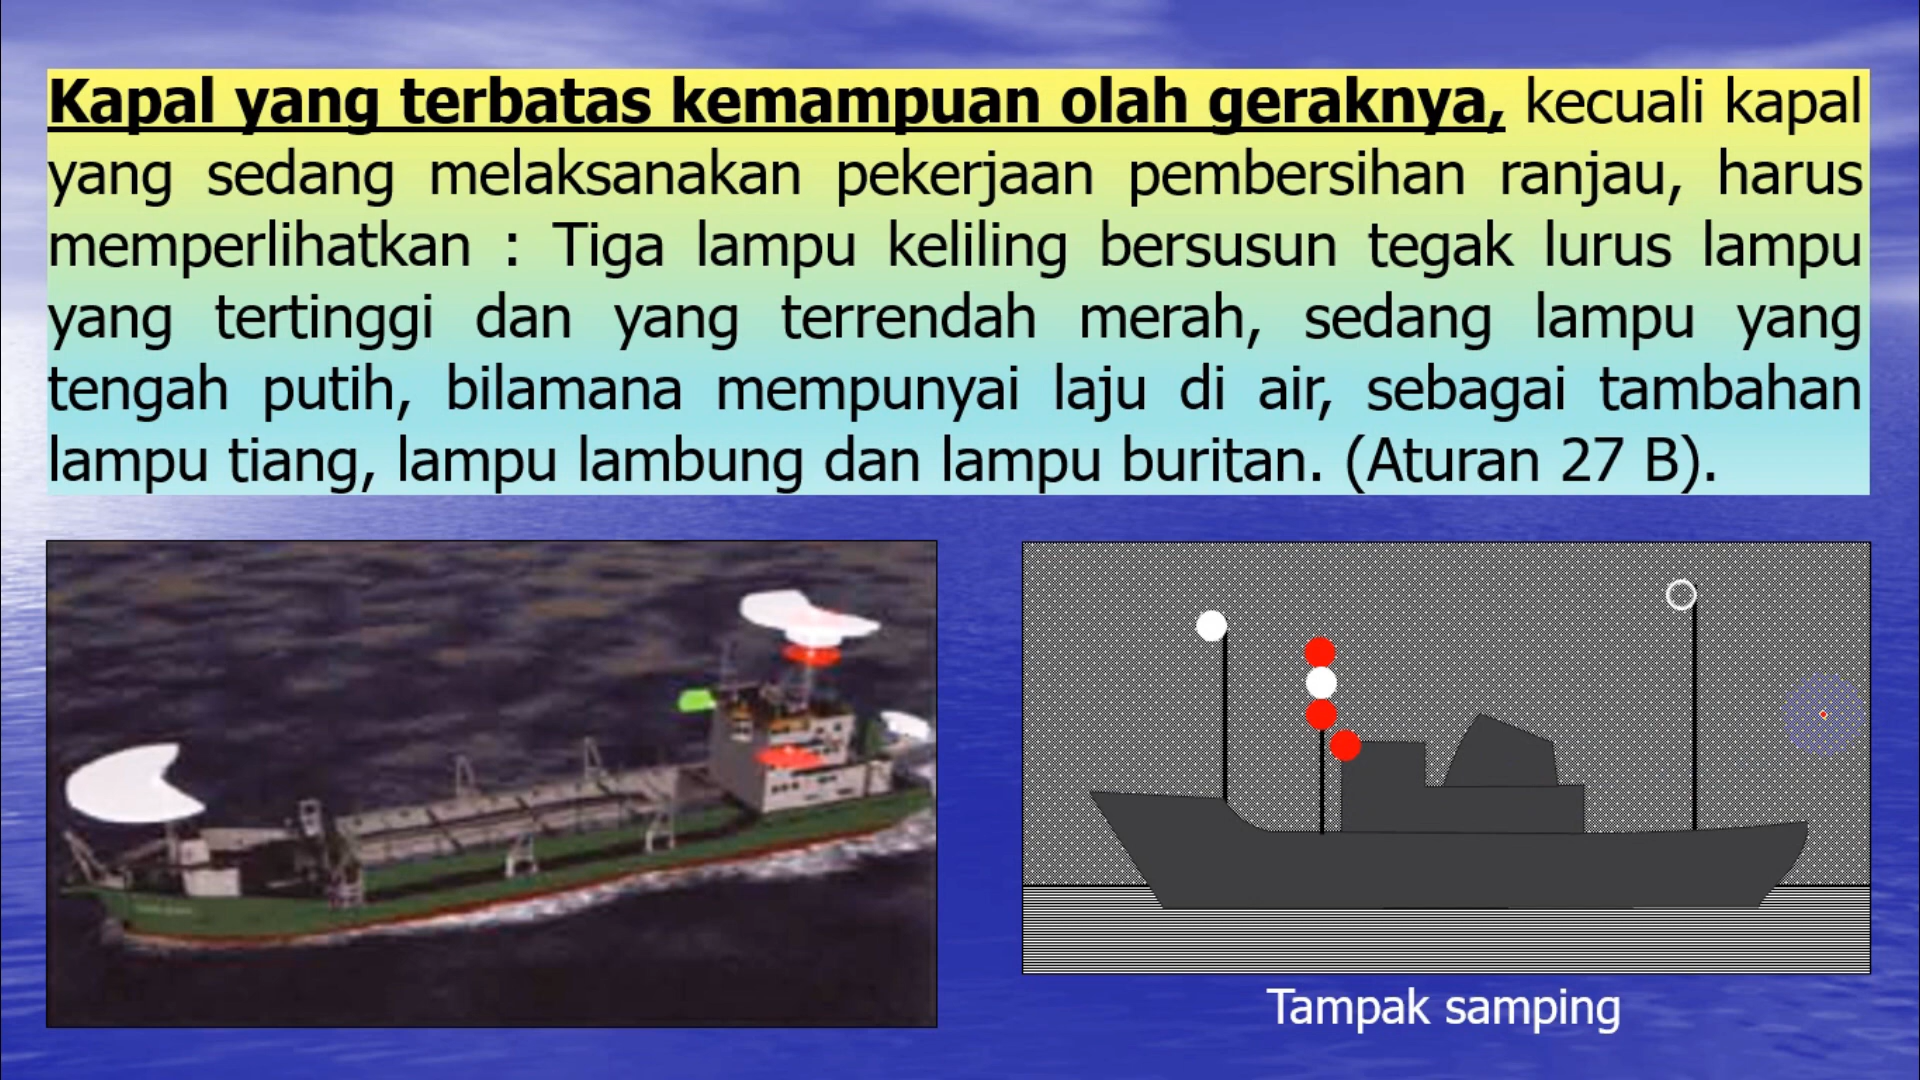 Kapal yang terbatas kemampuan olah geraknya, kecuali kapal
yang sedang melaksanakan pekerjaan pembersihan ranjau, harus
memperlihatkan : Tiga lampu keliling bersusun tegak lurus lampu
yang tertinggi dan yang terrendah merah, sedang lampu yang
tengah putih, bilamana mempunyai laju di air, sebagai tambahan
lampu tiang, lampu lambung dan lampu buritan. (Aturan 27 B).
Tampak samping